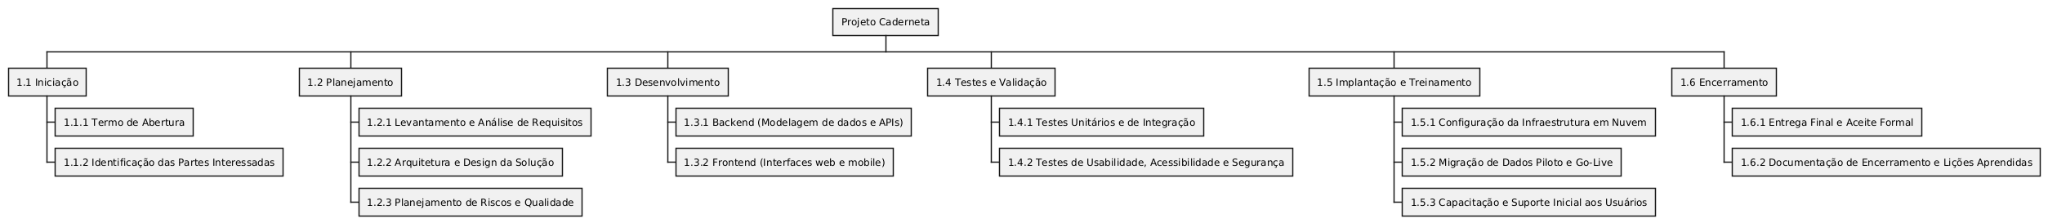 Projeto Caderneta
1.1 Iniciação
1.1.1 Termo de Abertura
1.1.2 Identificação das Partes Interessadas
1.2 Planejamento
1.2.1 Levantamento e Análise de Requisitos
1.2.2 Arquitetura e Design da Solução
1.2.3 Planejamento de Riscos e Qualidade
1.3 Desenvolvimento
1.3.1 Backend (Modelagem de dados e APIs)
1.3.2 Frontend (Interfaces web e mobile)
1.4 Testes e Validação
1.4.1 Testes Unitários e de Integração
1.4.2 Testes de Usabilidade, Acessibilidade e Segurança
1.5 Implantação e Treinamento
1.5.1 Configuração da Infraestrutura em Nuvem
1.5.2 Migração de Dados Piloto e Go-Live
1.5.3 Capacitação e Suporte Inicial aos Usuários
1.6 Encerramento
1.6.1 Entrega Final e Aceite Formal
1.6.2 Documentação de Encerramento e Lições Aprendidas